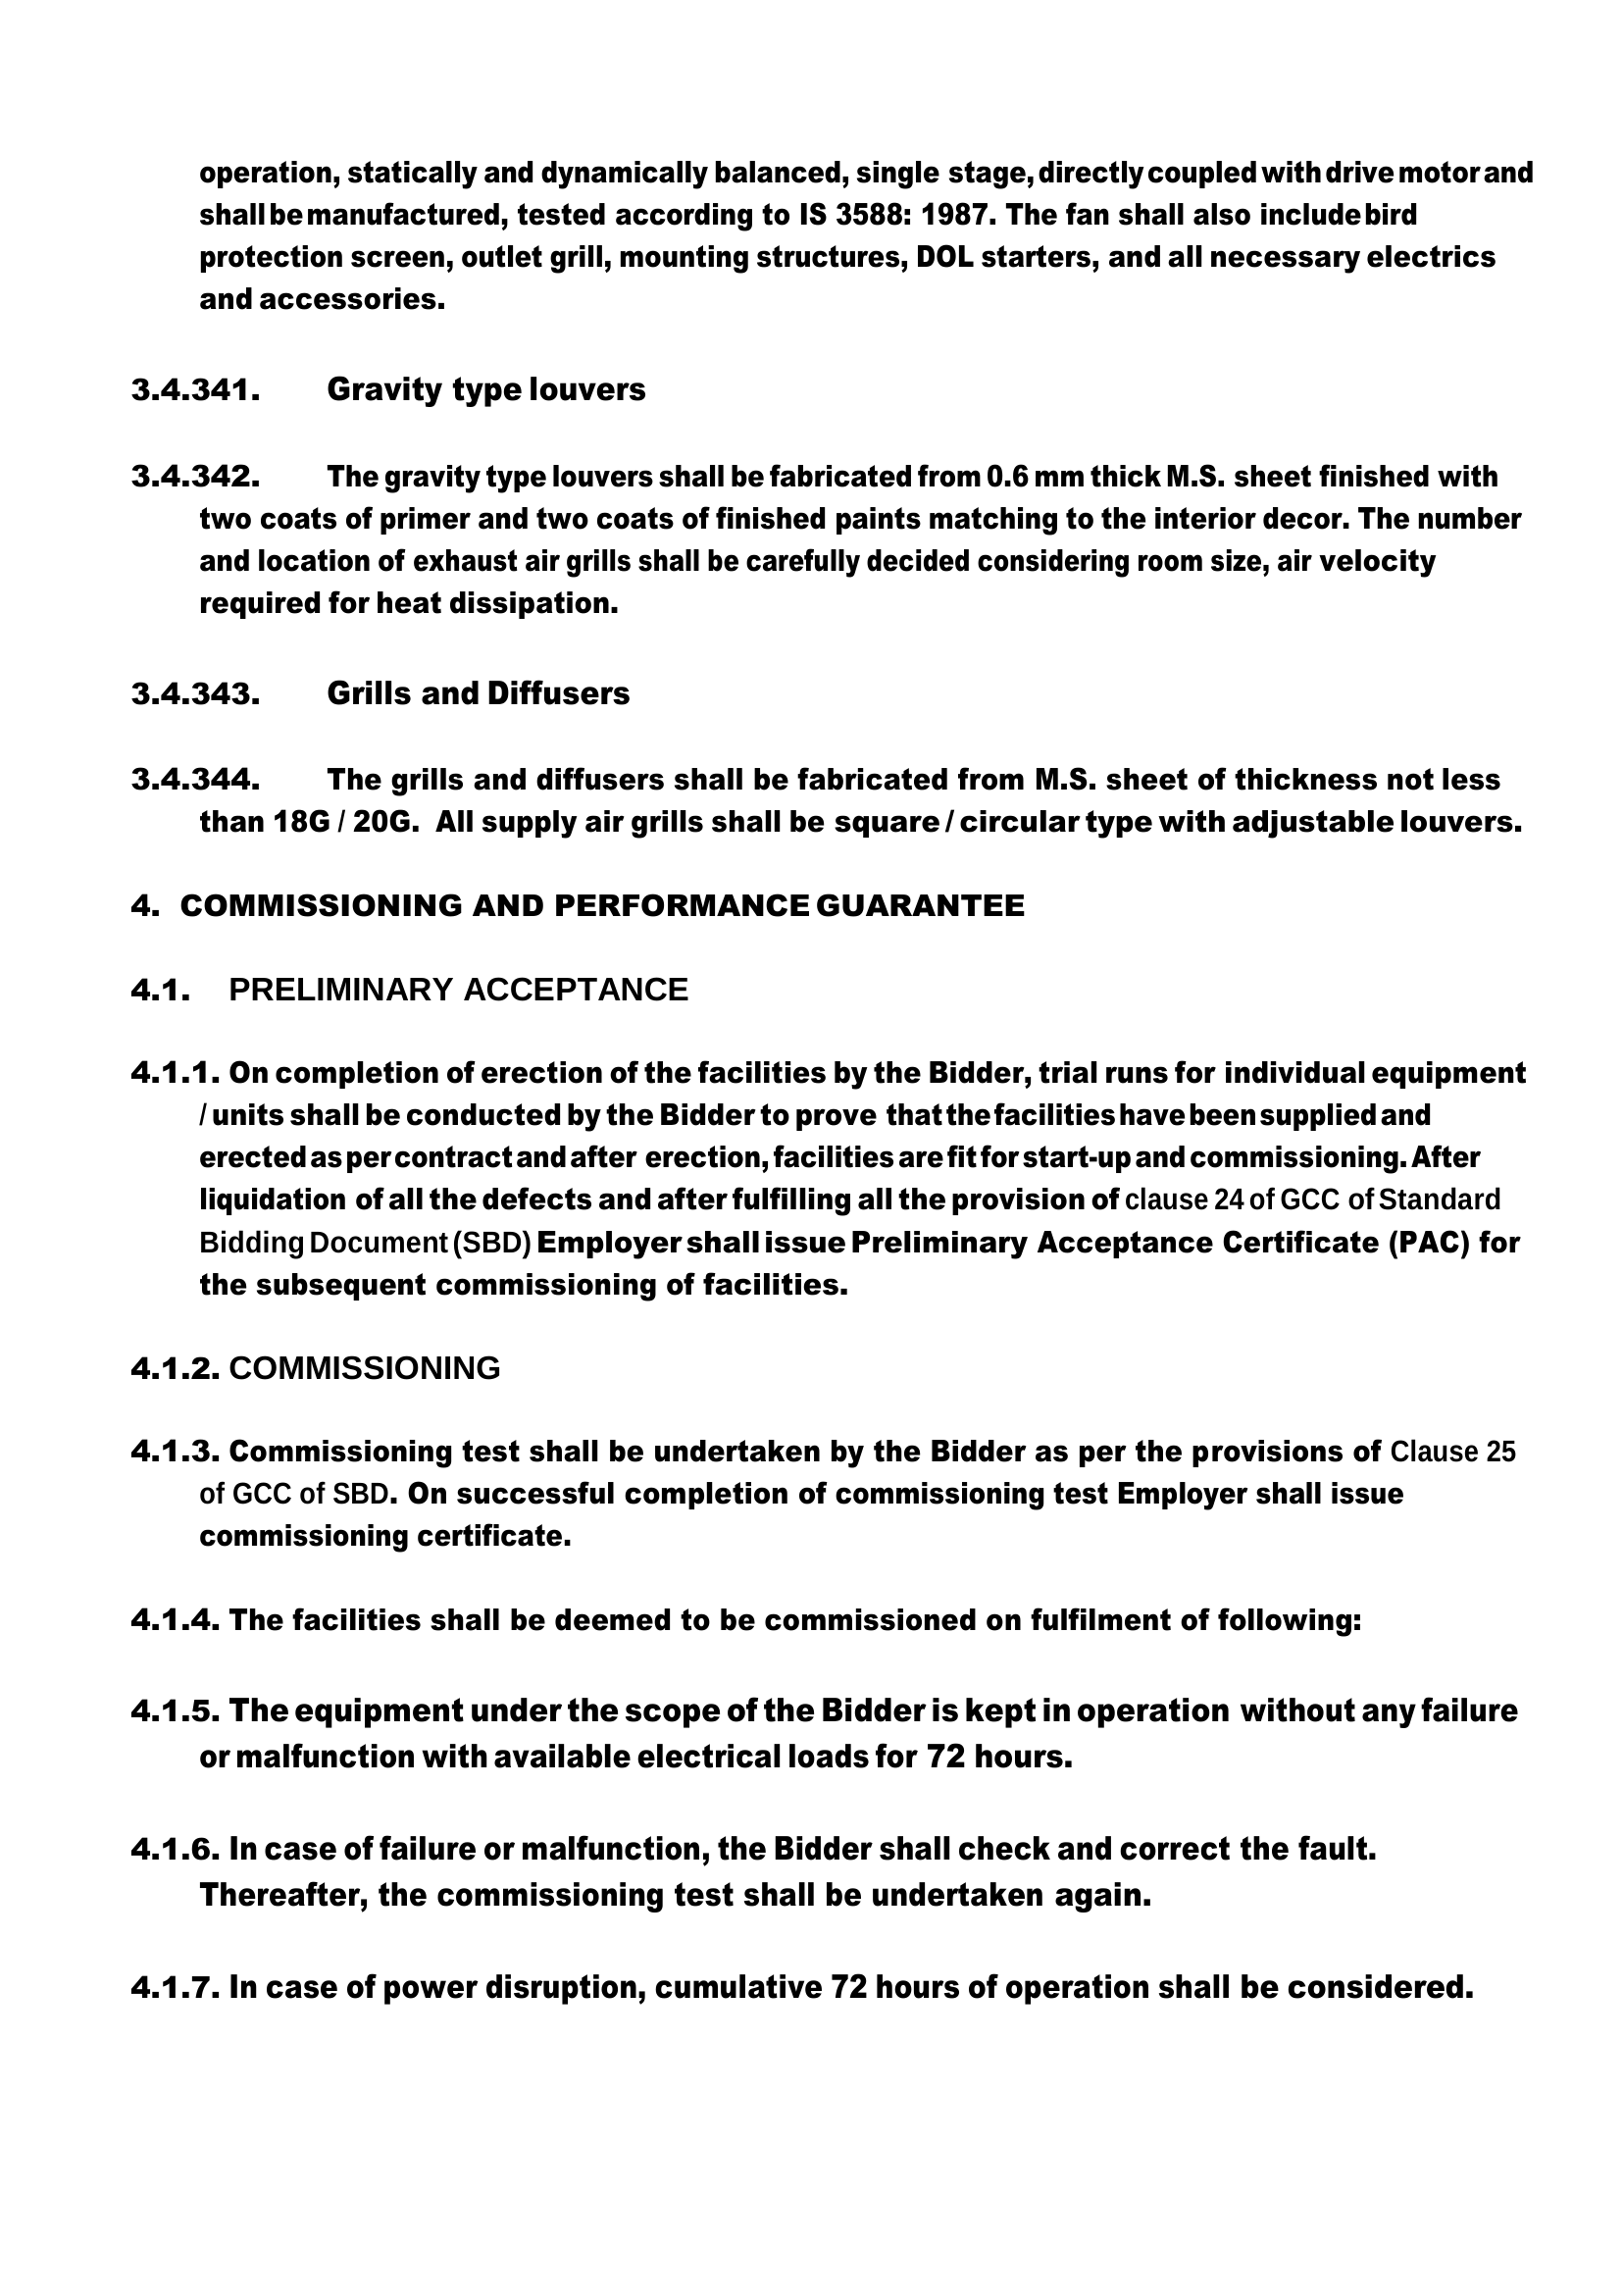 operation, statically and dynamically balanced, single stage, directly coupled with drive motor and
shall be manufactured, tested according to IS 3588: 1987. The fan shall also include bird
protection screen, outlet grill, mounting structures, DOL starters, and all necessary electrics
and accessories.
3.4.341. Gravity type louvers
3.4.342. The gravity type louvers shall be fabricated from 0.6 mm thick M.S. sheet finished with
two coats of primer and two coats of finished paints matching to the interior decor. The number
and location of exhaust air grills shall be carefully decided considering room size, air velocity
required for heat dissipation.
3.4.343. Grills and Diffusers
3.4.344. The grills and diffusers shall be fabricated from M.S. sheet of thickness not less
than 18G / 20G. All supply air grills shall be square / circular type with adjustable louvers.
4. COMMISSIONING AND PERFORMANCE GUARANTEE
4.1. PRELIMINARY ACCEPTANCE
4.1.1. On completion of erection of the facilities by the Bidder, trial runs for individual equipment
/ units shall be conducted by the Bidder to prove that the facilities have been supplied and
erected as per contract and after erection, facilities are fit for start-up and commissioning. After
liquidation of all the defects and after fulfilling all the provision of clause 24 of GCC of Standard
Bidding Document (SBD) Employer shall issue Preliminary Acceptance Certificate (PAC) for
the subsequent commissioning of facilities.
4.1.2. COMMISSIONING
4.1.3. Commissioning test shall be undertaken by the Bidder as per the provisions of Clause 25
of GCC of SBD. On successful completion of commissioning test Employer shall issue
commissioning certificate.
4.1.4. The facilities shall be deemed to be commissioned on fulfilment of following:
4.1.5. The equipment under the scope of the Bidder is kept in operation without any failure
or malfunction with available electrical loads for 72 hours.
4.1.6. In case of failure or malfunction, the Bidder shall check and correct the fault.
Thereafter, the commissioning test shall be undertaken again.
4.1.7. In case of power disruption, cumulative 72 hours of operation shall be considered.